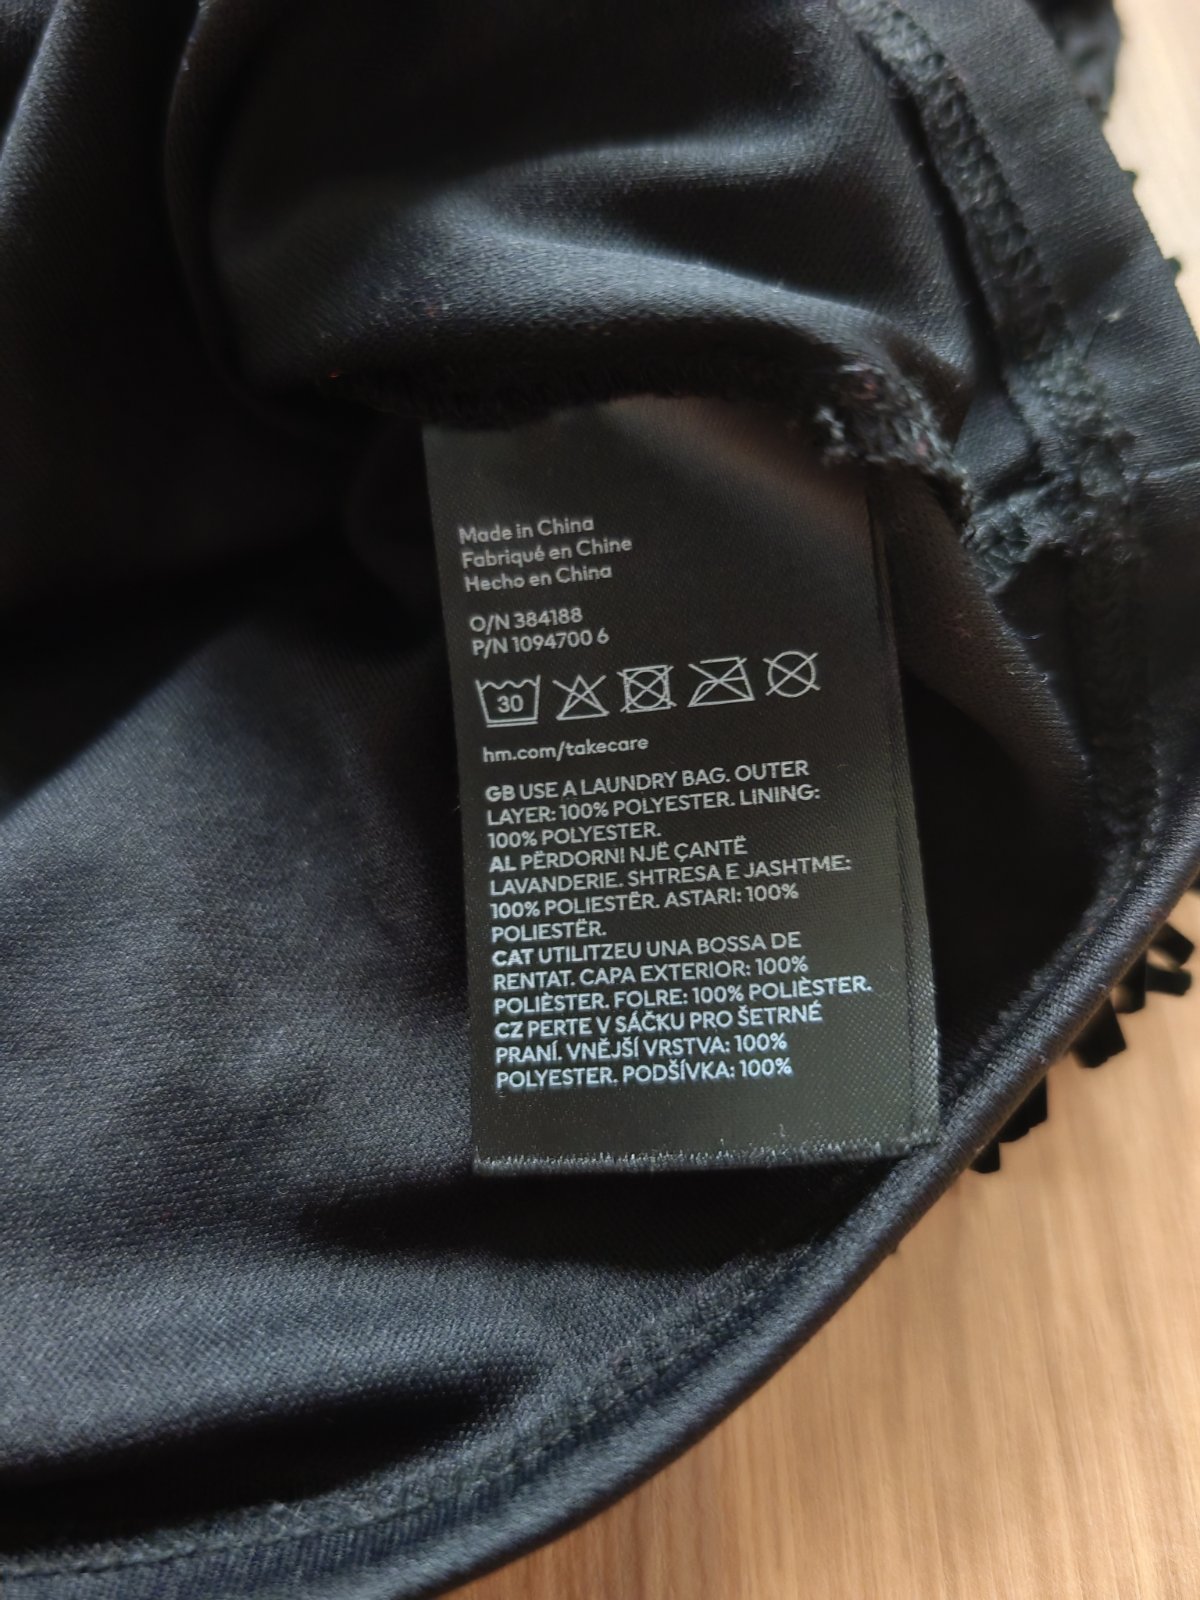 Made in China
Fabriqué en Chine
Hecho en China
O/N 384188
P/N 1094700 6
30
hm.com/takecare
GB USE A LAUNDRY BAG. OUTER
LAYER: 100% POLYESTER. LINING:
100% POLYESTER.
AL PËRDORNI NJË ÇANTË
LAVANDERIE. SHTRESA E JASHTME:
100% POLIESTËR. ASTARI: 100%
POLIESTËR.
CAT UTILITZEU UNA BOSSA DE
RENTAT. CAPA EXTERIOR: 100%
POLIÈSTER. FOLRE: 100% POLIÈSTER.
CZ PERTE V SÁČKU PRO ŠETRNÉ
PRANÍ. VNĚJŠÍ VRSTVA: 100%
POLYESTER. PODŠÍVKA: 100%